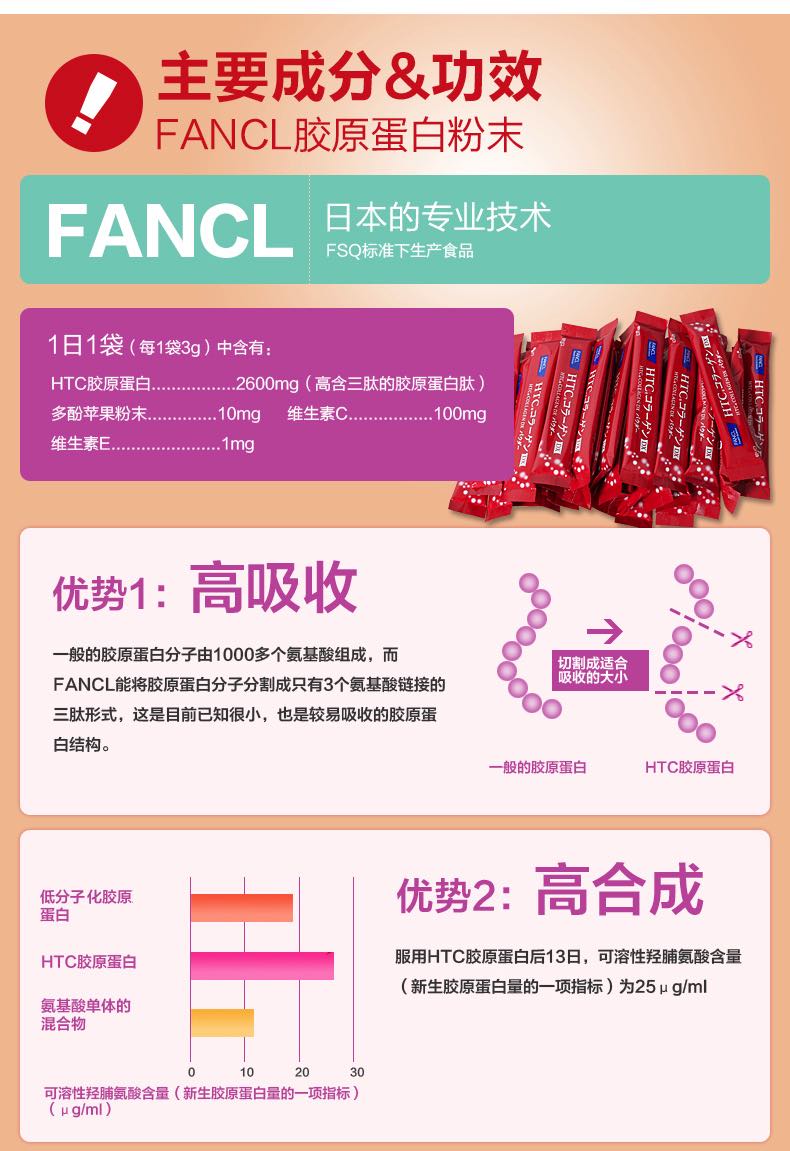 主要成分&功效
FANCL胶原蛋白粉末
FANCL
日本的专业技术
FSQ标准下生产食品
1日1袋（每1袋3g）中含有：
HTC胶原蛋白................2600mg（高含三肽的胶原蛋白肽）
多酚苹果粉末.............10mg 维生素C................100mg
维生素E.....................1mg
FANCL
HTCコラーゲンDX
HTC-COLLAGEN DX パウダー
优势1：高吸收
一般的胶原蛋白分子由1000多个氨基酸组成，而
FANCL能将胶原蛋白分子分割成只有3个氨基酸链接的
三肽形式，这是目前已知很小，也是较易吸收的胶原蛋
白结构。
切割成适合
吸收的大小
一般的胶原蛋白
HTC胶原蛋白
优势2：高合成
服用HTC胶原蛋白后13日，可溶性羟脯氨酸含量
（新生胶原蛋白量的一项指标）为25μg/ml
低分子化胶原
蛋白
HTC胶原蛋白
氨基酸单体的
混合物
0 10 20 30
可溶性羟脯氨酸含量（新生胶原蛋白量的一项指标）
（μg/ml）